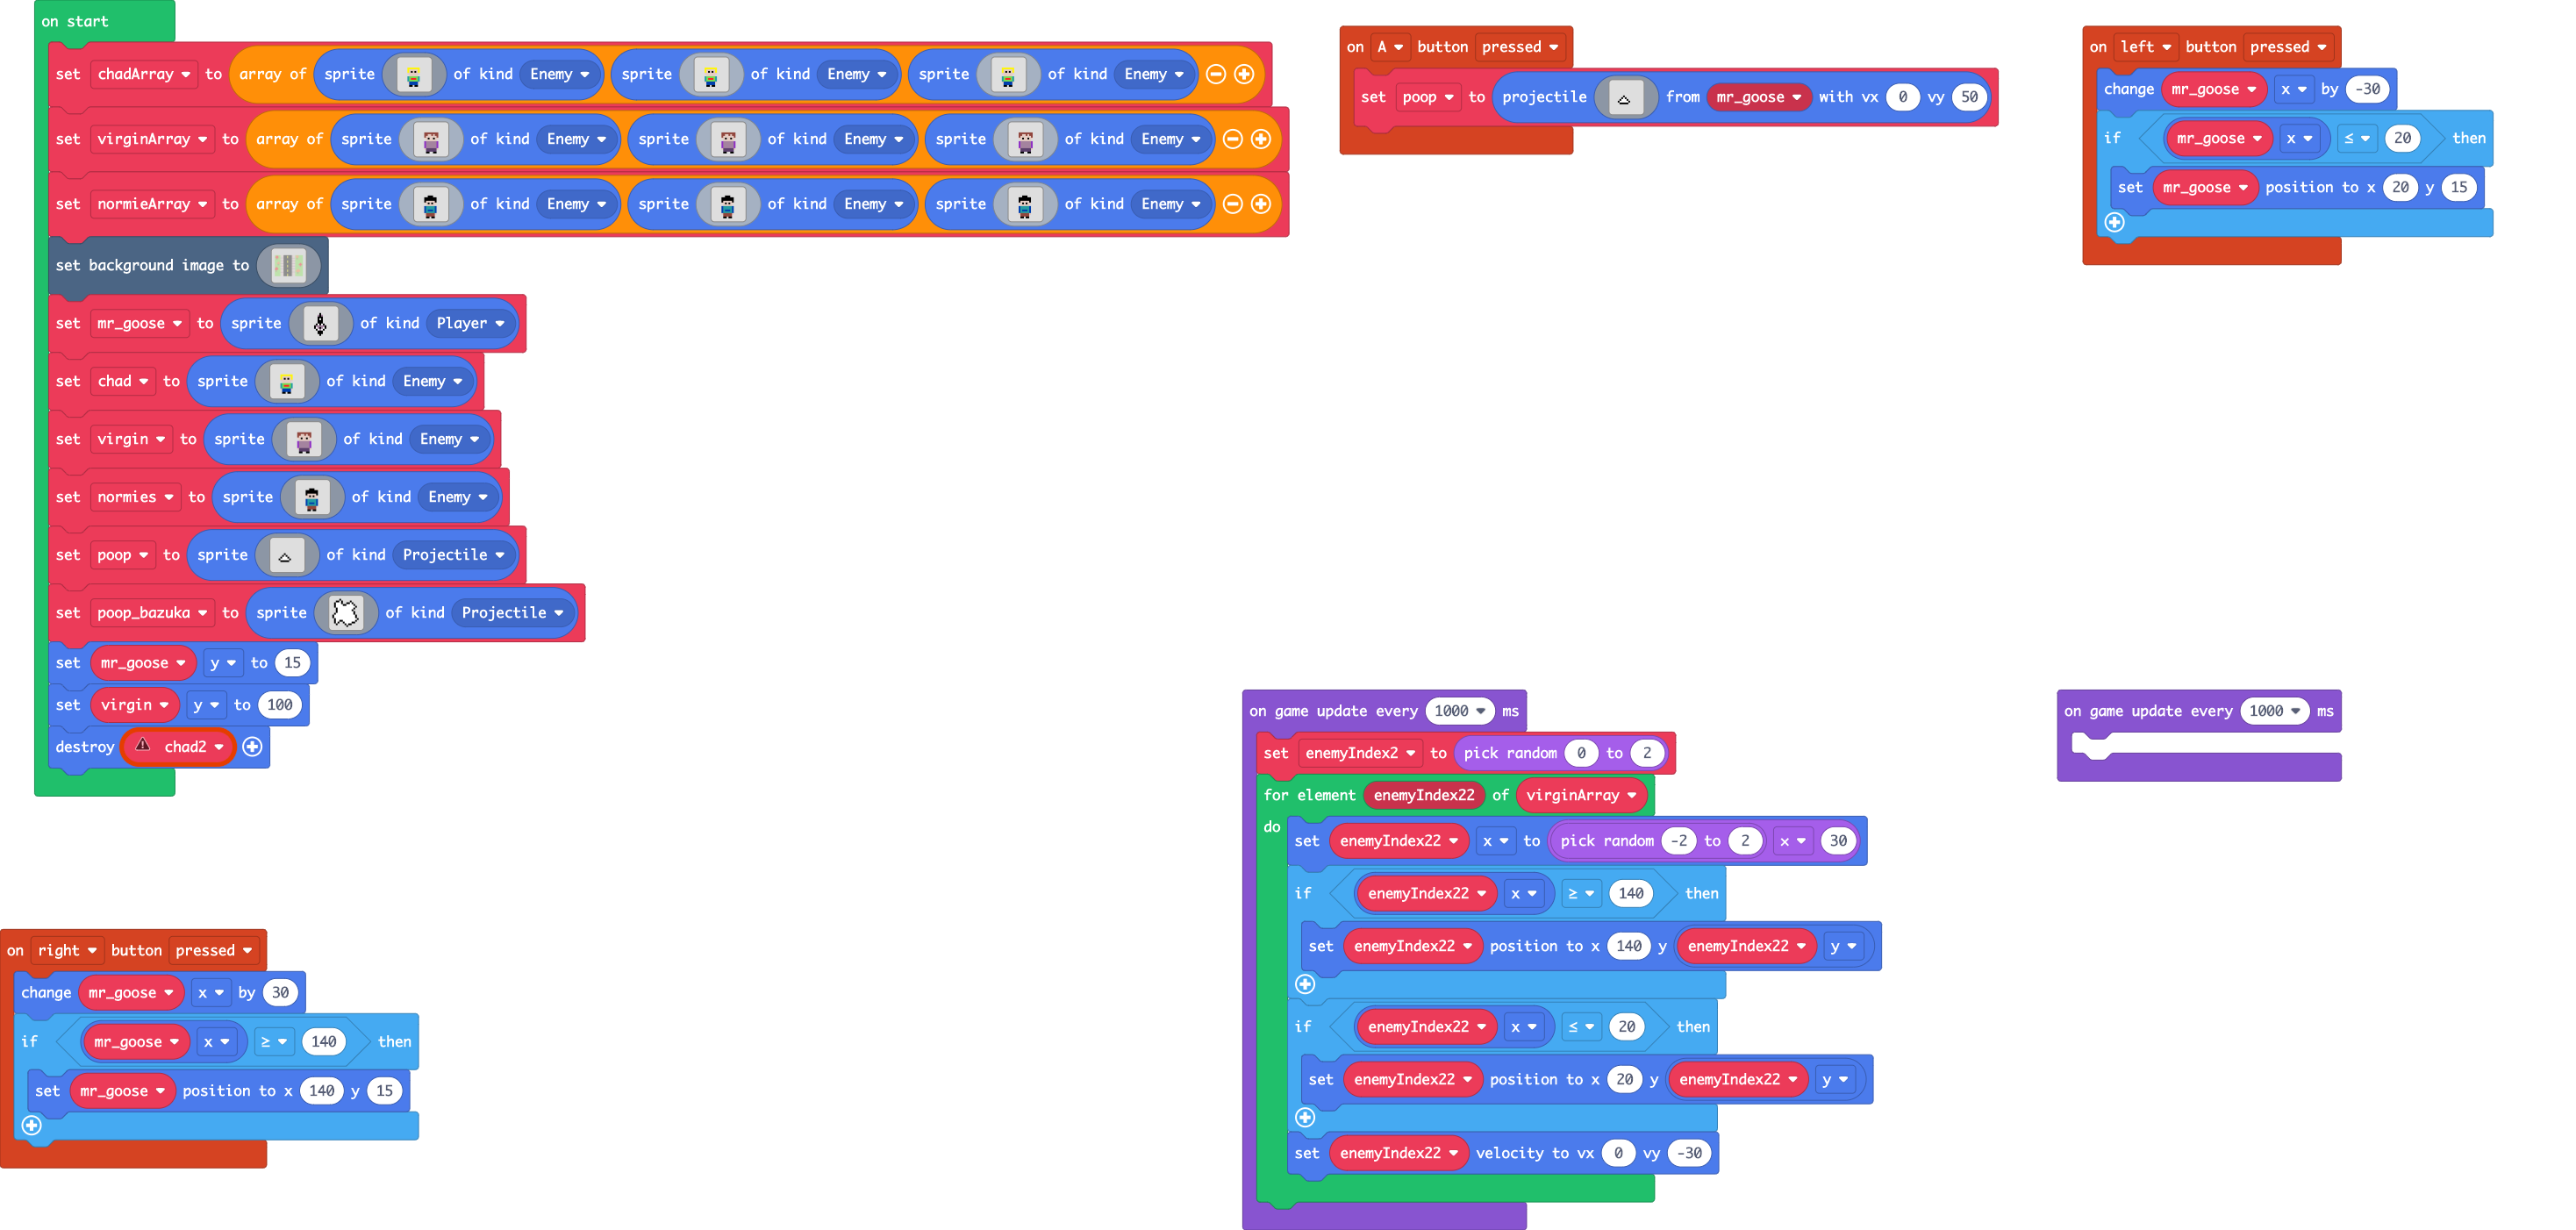 on start
set chadArray to array of sprite of kind Enemy sprite of kind Enemy sprite of kind Enemy
set virginArray to array of sprite of kind Enemy sprite of kind Enemy sprite of kind Enemy
set normieArray to array of sprite of kind Enemy sprite of kind Enemy sprite of kind Enemy
set background image to
set mr_goose to sprite of kind Player
set chad to sprite of kind Enemy
set virgin to sprite of kind Enemy
set normies to sprite of kind Enemy
set poop to sprite of kind Projectile
set poop_bazuka to sprite of kind Projectile
set mr_goose y to 15
set virgin y to 100
destroy chad2
on A button pressed
set poop to projectile from mr_goose with vx 0 vy 50
on left button pressed
change mr_goose x by -30
if mr_goose x ≤ 20 then
set mr_goose position to x 20 y 15
on right button pressed
change mr_goose x by 30
if mr_goose x ≥ 140 then
set mr_goose position to x 140 y 15
on game update every 1000 ms
set enemyIndex2 to pick random 0 to 2
for element enemyIndex22 of virginArray
do set enemyIndex22 x to pick random -2 to 2 x 30
if enemyIndex22 x ≥ 140 then
set enemyIndex22 position to x 140 y enemyIndex22 y
if enemyIndex22 x ≤ 20 then
set enemyIndex22 position to x 20 y enemyIndex22 y
set enemyIndex22 velocity to vx 0 vy -30
on game update every 1000 ms